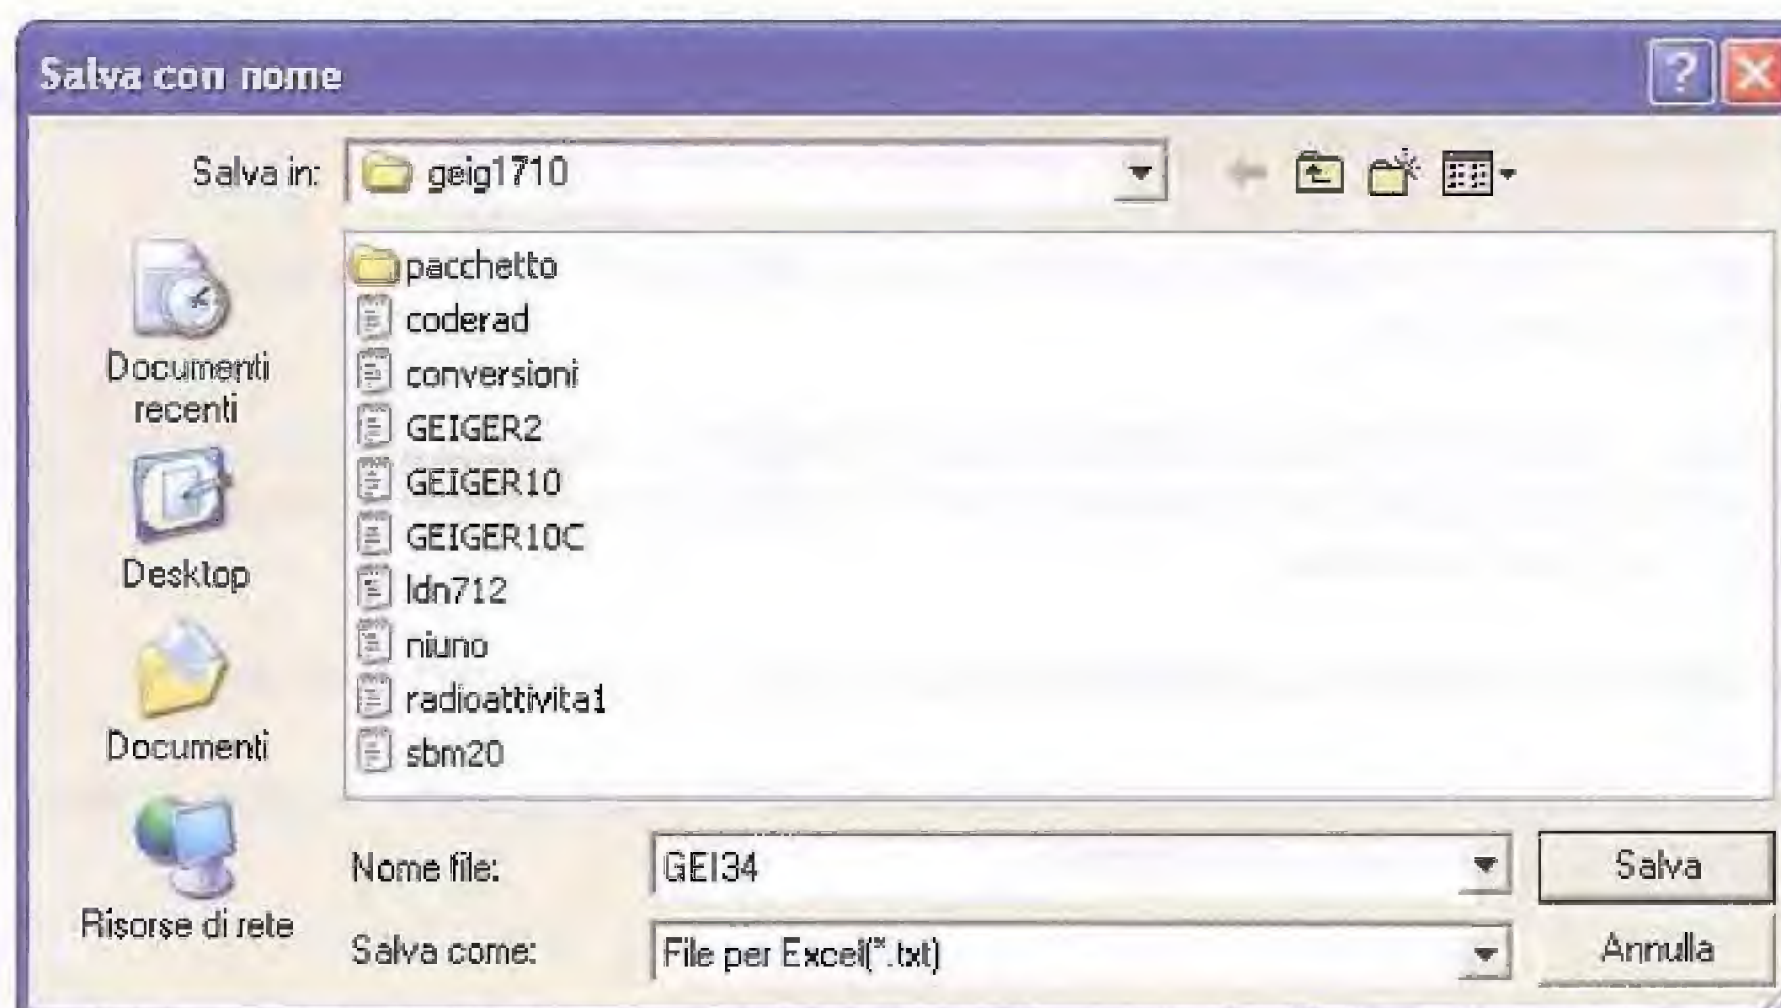 Salva con nome
Salva in: geig1710
pacchetto
coderad
conversioni
GEIGER2
GEIGER10
GEIGER10C
ldn712
niuno
radioattivita1
sbm20
Documenti
recenti
Desktop
Documenti
Risorse di rete
Nome file: GEI34 Salva
Salva come: File per Excel(*.txt) Annulla